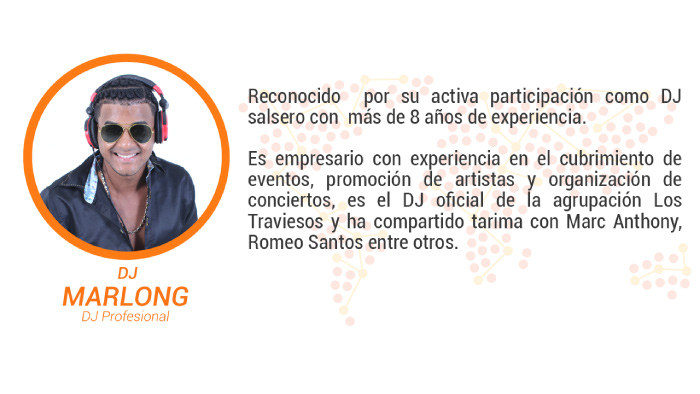 Reconocido por su activa participación como DJ
salsero con más de 8 años de experiencia.
Es empresario con experiencia en el cubrimiento de
eventos, promoción de artistas y organización de
conciertos, es el DJ oficial de la agrupación Los
Traviesos y ha compartido tarima con Marc Anthony,
Romeo Santos entre otros.
DJ
MARLONG
DJ Profesional